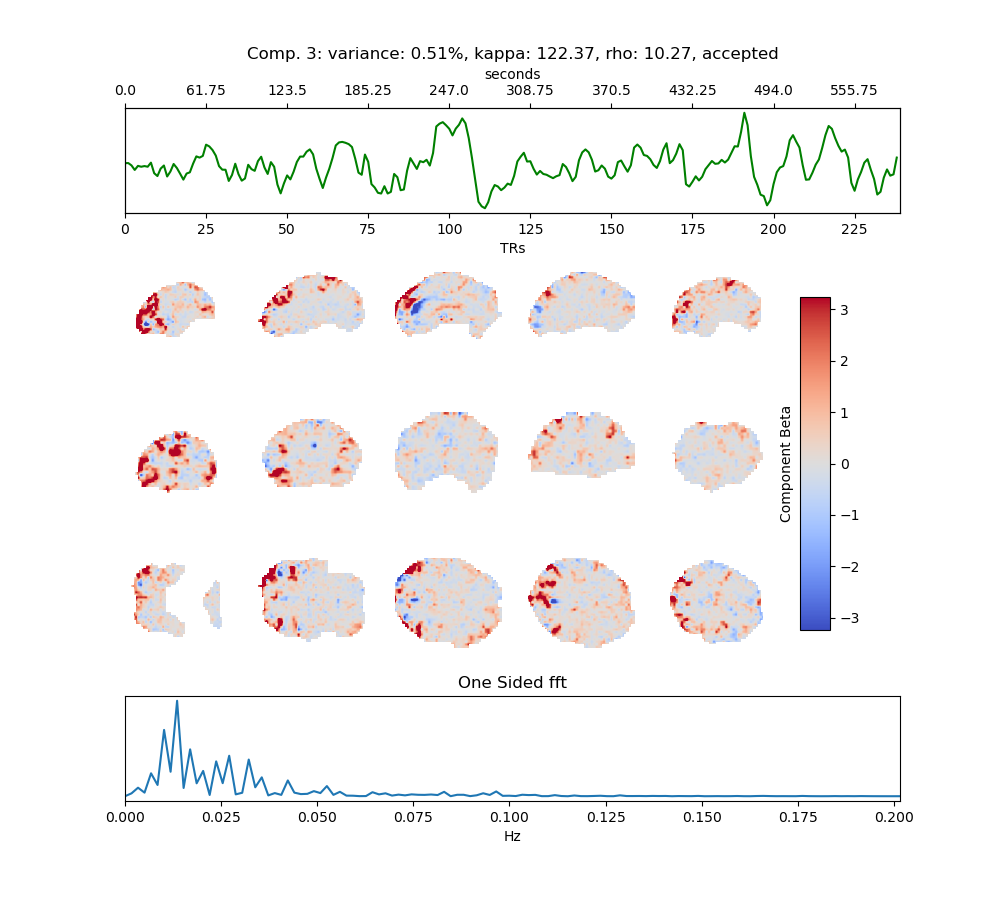 Comp. 3: variance: 0.51%, kappa: 122.37, rho: 10.27, accepted
seconds
0.0 61.75 123.5 185.25 247.0 308.75 370.5 432.25 494.0 555.75
0 25 50 75 100 125 150 175 200 225
TRs
3
2
1
0
−1
−2
−3
Component Beta
One Sided fft
0.000 0.025 0.050 0.075 0.100 0.125 0.150 0.175 0.200
Hz